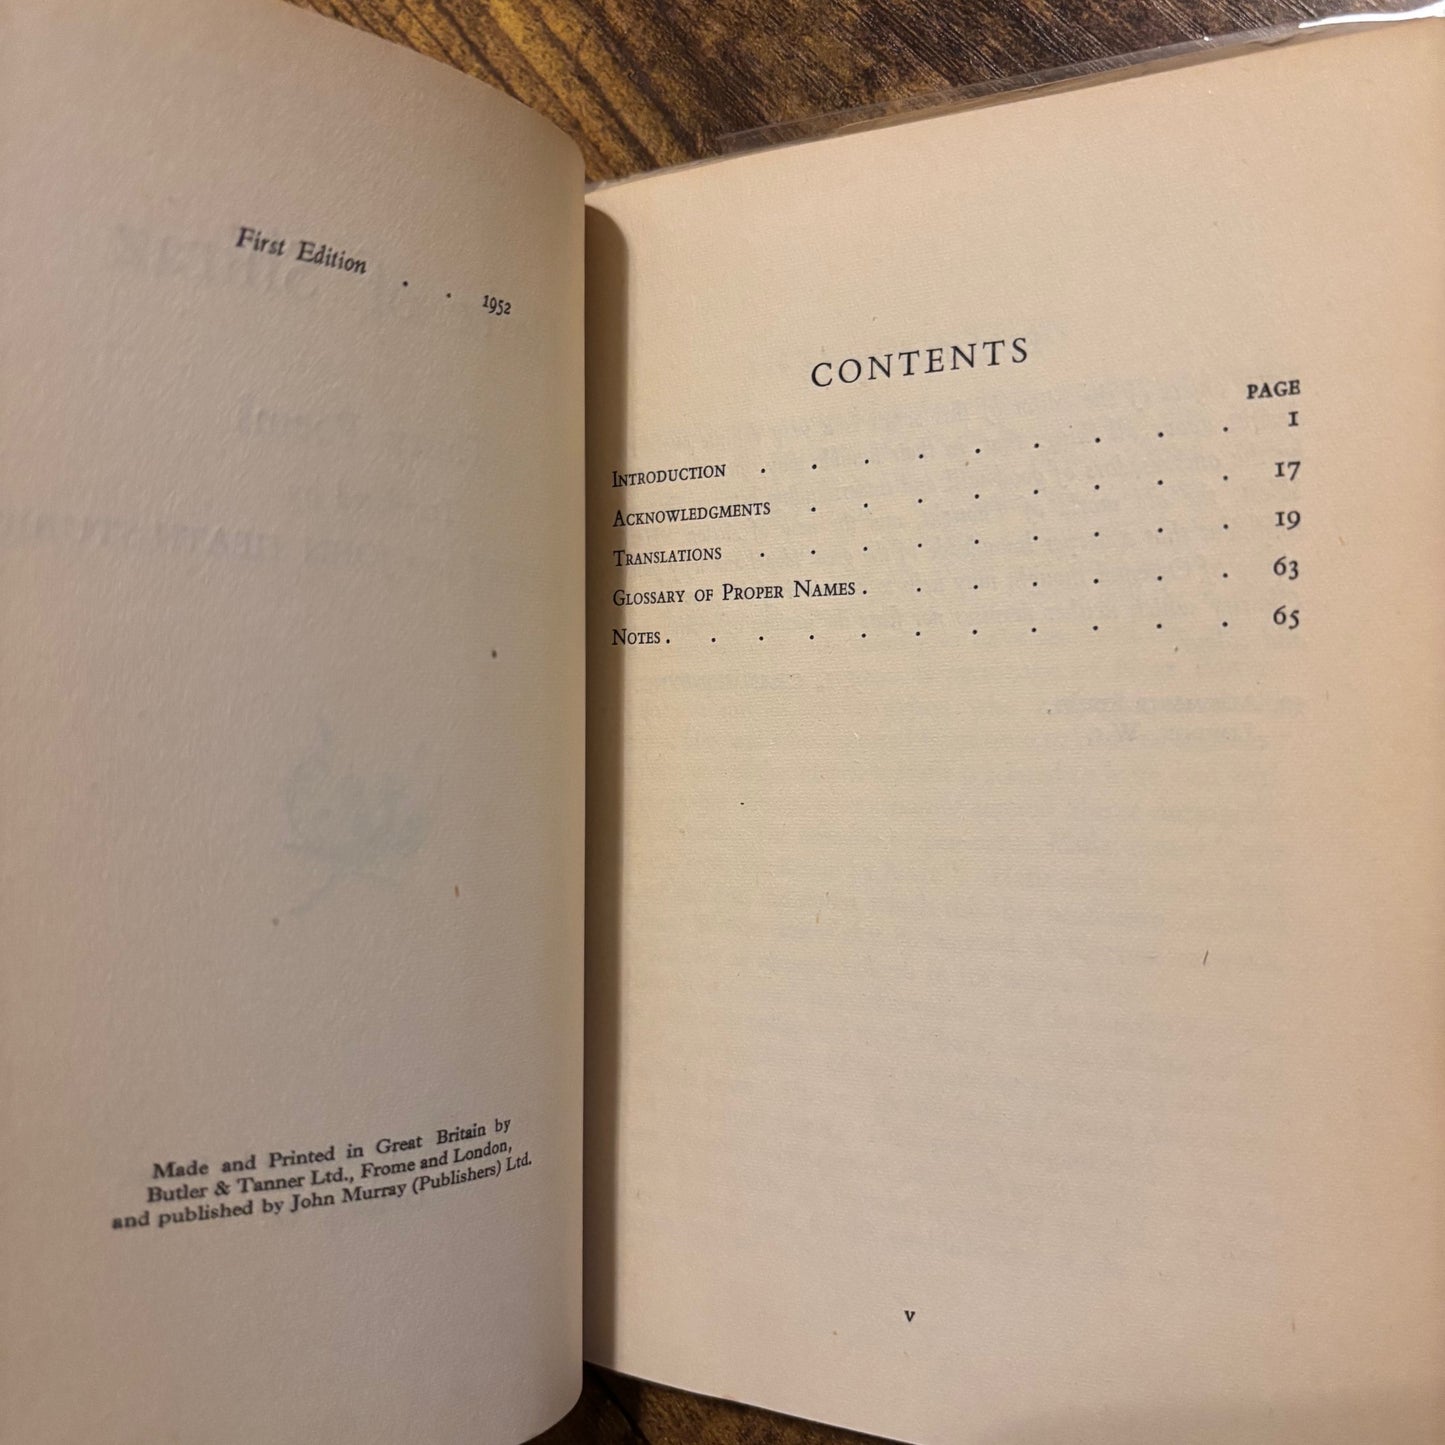 First Edition . . 1952
Made and Printed in Great Britain by
Butler & Tanner Ltd., Frome and London,
and published by John Murray (Publishers) Ltd.
CONTENTS
PAGE
Introduction . . . . . . . . . 1
Acknowledgments . . . . . . . . 17
Translations . . . . . . . . . 19
Glossary of Proper Names . . . . . . . 63
Notes . . . . . . . . . . . 65
v